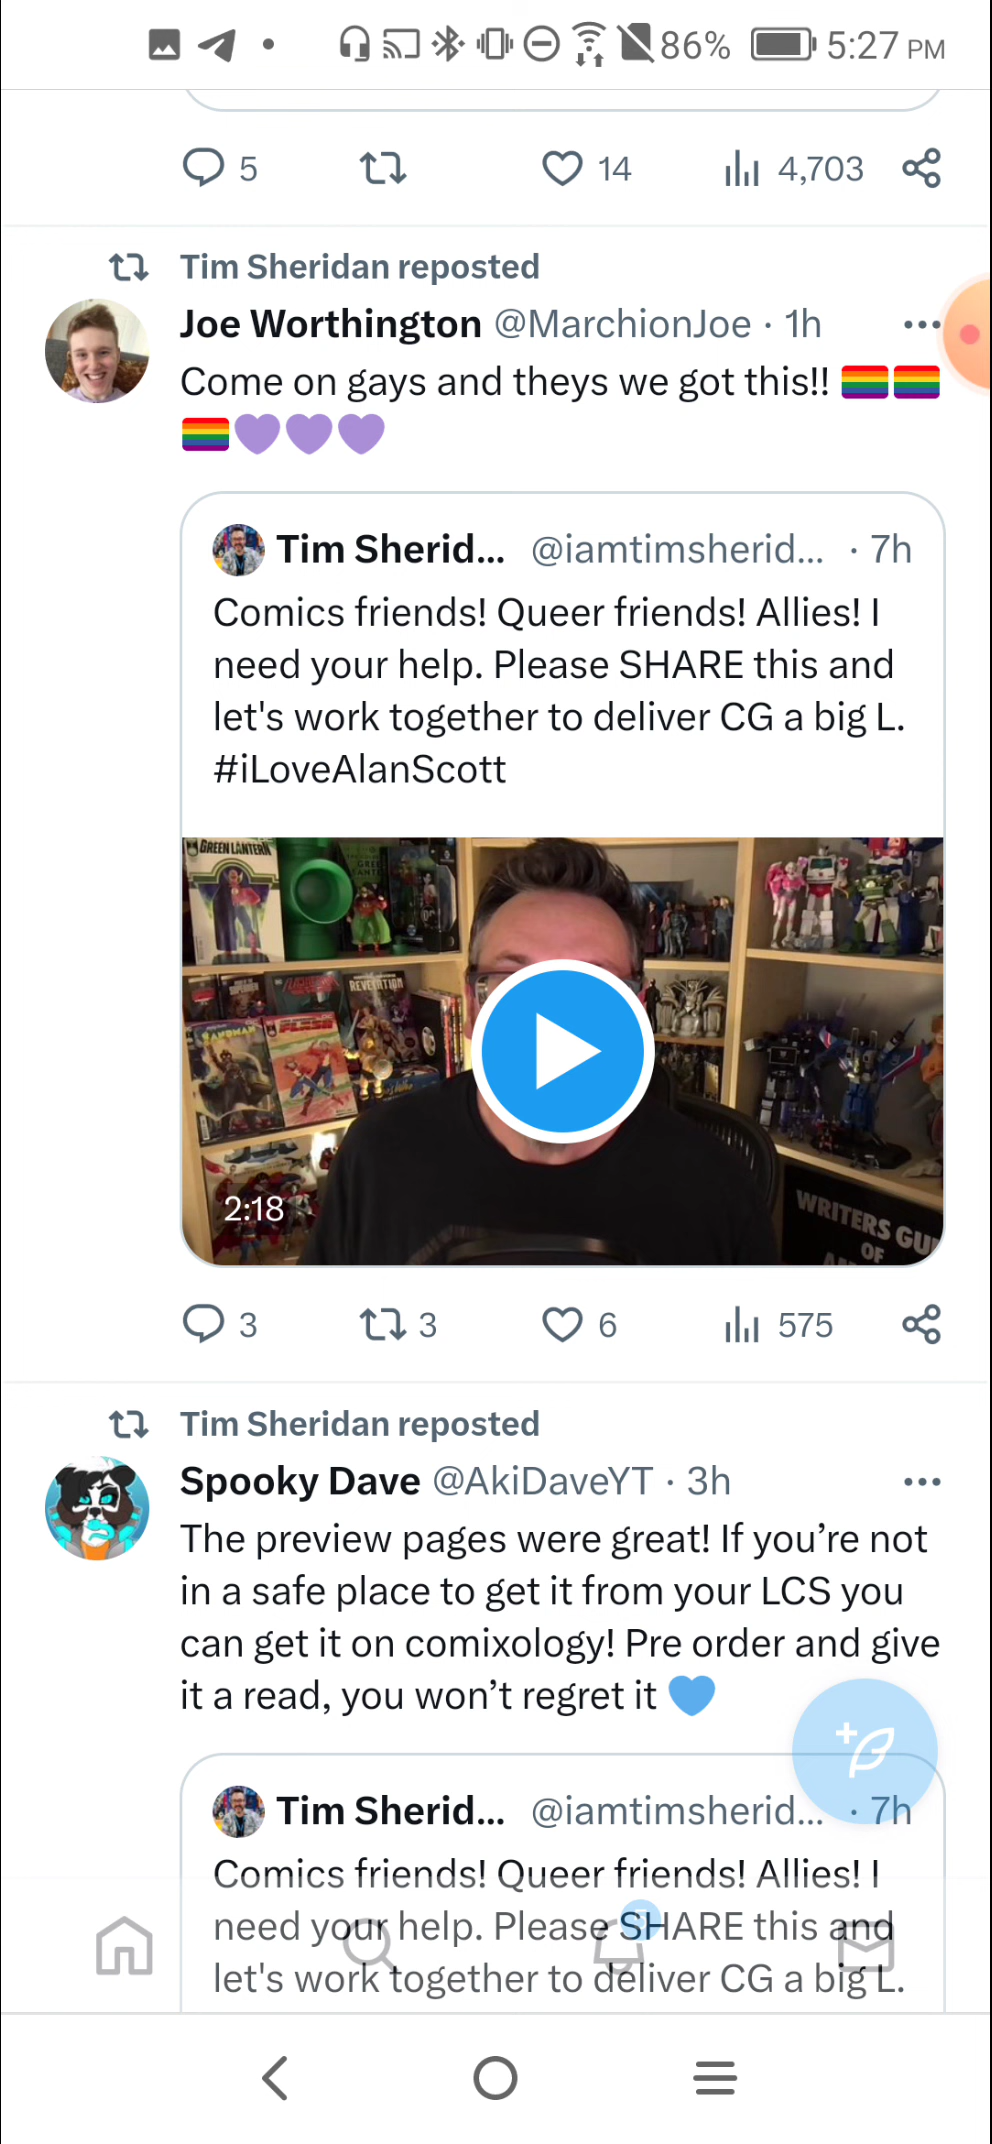 86% 5:27 PM
5 14 4,703
Tim Sheridan reposted
Joe Worthington @MarchionJoe · 1h
Come on gays and theys we got this!! 🏳️‍🌈🏳️‍🌈
🏳️‍🌈💜💜💜
Tim Sherid... @iamtimsherid... · 7h
Comics friends! Queer friends! Allies! I
need your help. Please SHARE this and
let's work together to deliver CG a big L.
#iLoveAlanScott
GREEN LANTERN
REVELATION
SANDMAN
FLASH
WRITERS GU
OF
2:18
3 3 6 575
Tim Sheridan reposted
Spooky Dave @AkiDaveYT · 3h
The preview pages were great! If you’re not
in a safe place to get it from your LCS you
can get it on comixology! Pre order and give
it a read, you won’t regret it 💙
Tim Sherid... @iamtimsherid... · 7h
Comics friends! Queer friends! Allies! I
need your help. Please SHARE this and
let's work together to deliver CG a big L.